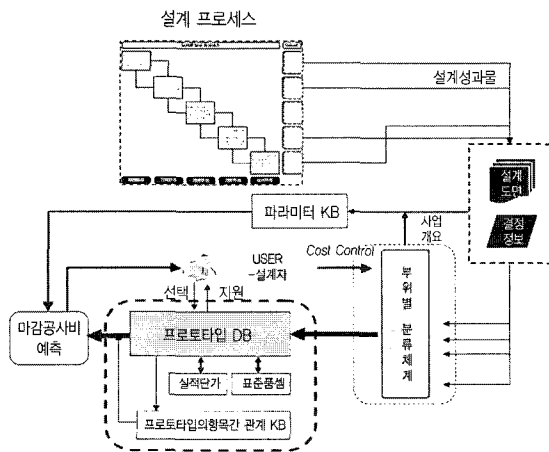 설계 프로세스
설계성과물
설계
도면
결정
정보
파라미터 KB
사업
개요
USER
-설계자
Cost Control
선택
지원
부위별 분류체계
마감공사비
예측
프로토타입 DB
실적단가
표준품셈
프로토타입의항목간 관계 KB